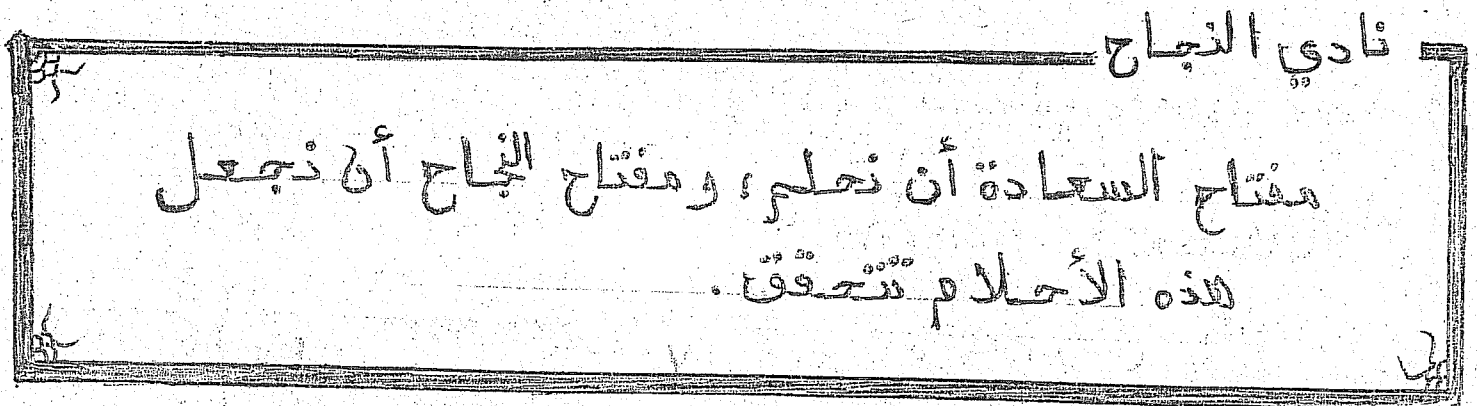 نادي النجاح
مفتاح السعادة أن نحلم، ومفتاح النجاح أن نجعل
هذه الأحلام تتحقق.